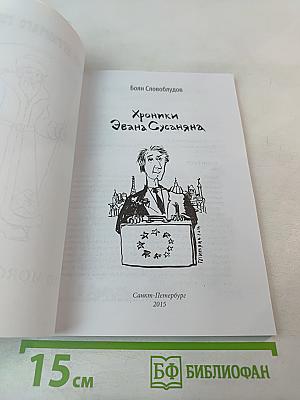 Боян Словоблудов
Хроники
Эвана Сусаняна
Санкт-Петербург
2015
15 см
БФ БИБЛИОФАН